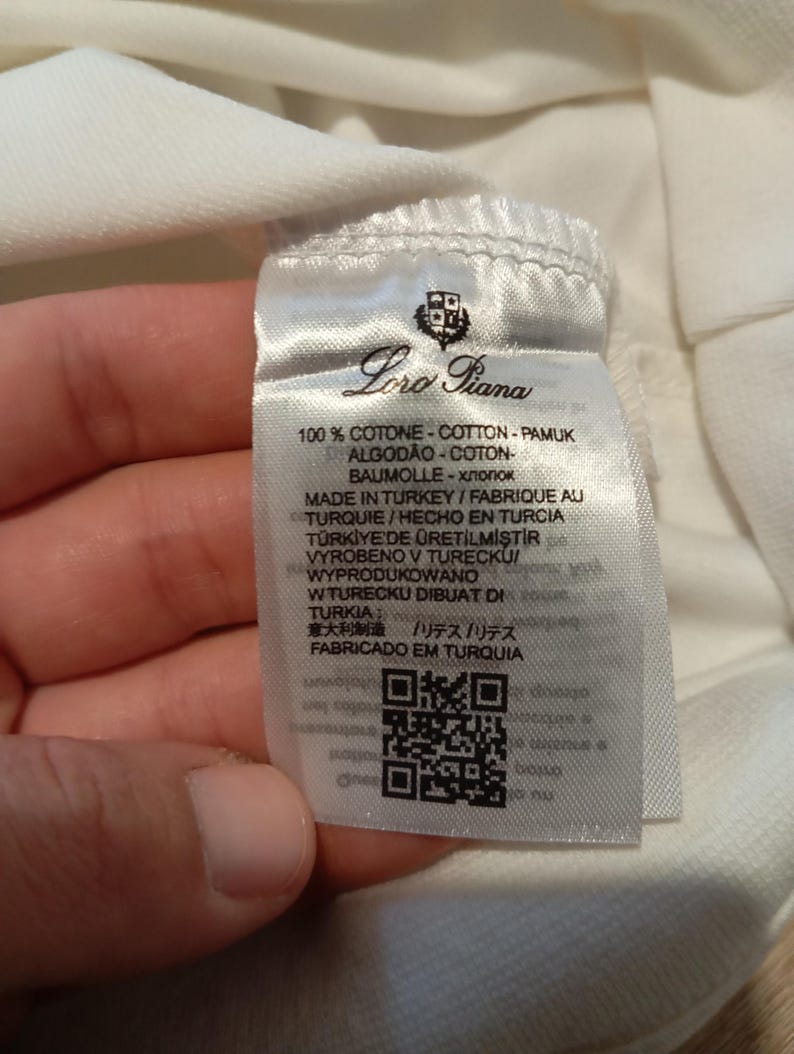 Loro Piana
100 % COTONE - COTTON - PAMUK
ALGODÃO - COTON-
BAUMOLLE - хлопок
MADE IN TURKEY / FABRIQUE AU
TURQUIE / HECHO EN TURCIA
TÜRKİYE'DE ÜRETİLMİŞTİR
VYROBENO V TURECKU/
WYPRODUKOWANO
W TURECKU DIBUAT DI
TURKIA :
意大利制造 /リテス /リテス
FABRICADO EM TURQUIA